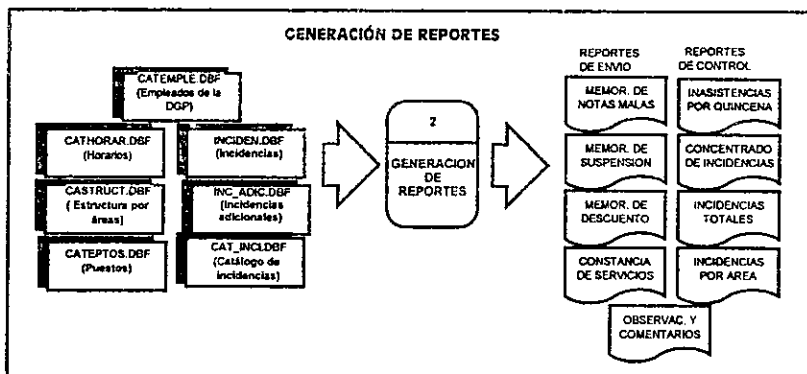 GENERACIÓN DE REPORTES
CATEMPLE.DBF
(Empleados de la
DGP)
CATHORAR.DBF
(Horarios)
INCIDEN.DBF
(Incidencias)
CASTRUCT.DBF
( Estructura por
áreas)
INC_ADIC.DBF
(Incidencias
adicionales)
CATEPTOS.DBF
(Puestos)
CAT_INCI.DBF
(Catálogo de
incidencias)
2
GENERACION
DE
REPORTES
REPORTES
DE ENVIO
MEMOR. DE
NOTAS MALAS
MEMOR. DE
SUSPENSION
MEMOR. DE
DESCUENTO
CONSTANCIA
DE SERVICIOS
REPORTES
DE CONTROL
INASISTENCIAS
POR QUINCENA
CONCENTRADO
DE INCIDENCIAS
INCIDENCIAS
TOTALES
INCIDENCIAS
POR AREA
OBSERVAC. Y
COMENTARIOS